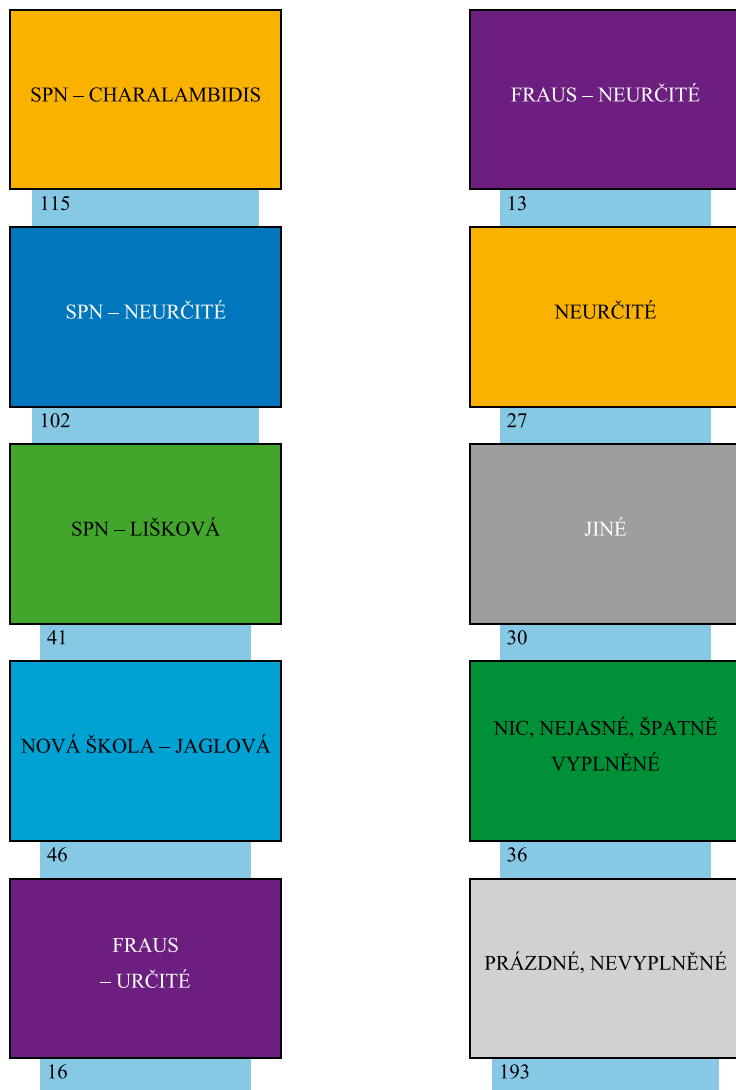 SPN – CHARALAMBIDIS
115
SPN – NEURČITÉ
102
SPN – LIŠKOVÁ
41
NOVÁ ŠKOLA – JAGLOVÁ
46
FRAUS
– URČITÉ
16
FRAUS – NEURČITÉ
13
NEURČITÉ
27
JINÉ
30
NIC, NEJASNÉ, ŠPATNĚ
VYPLNĚNÉ
36
PRÁZDNÉ, NEVYPLNĚNÉ
193